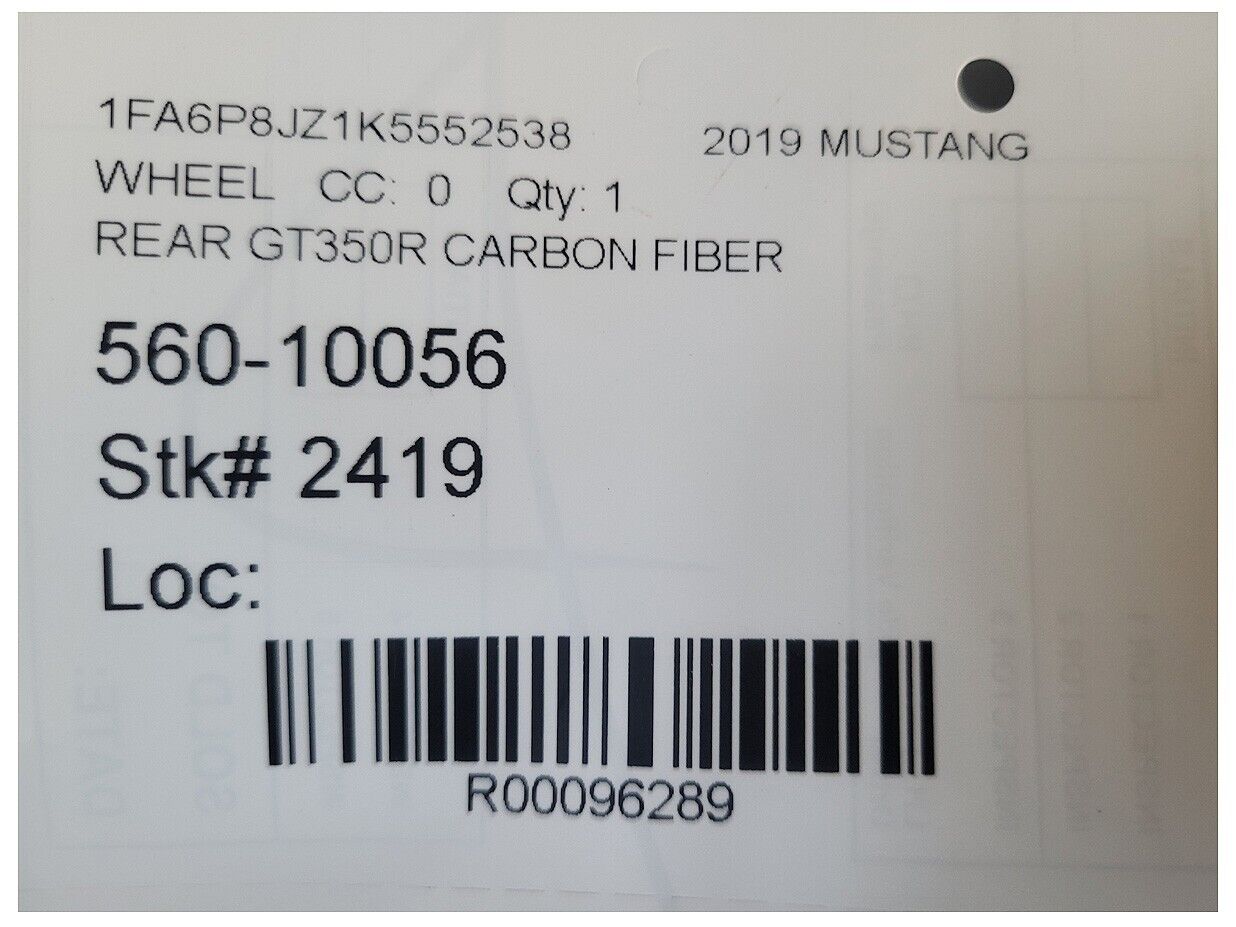 1FA6P8JZ1K5552538 2019 MUSTANG
WHEEL CC: 0 Qty: 1
REAR GT350R CARBON FIBER
560-10056
Stk# 2419
Loc:
R00096289